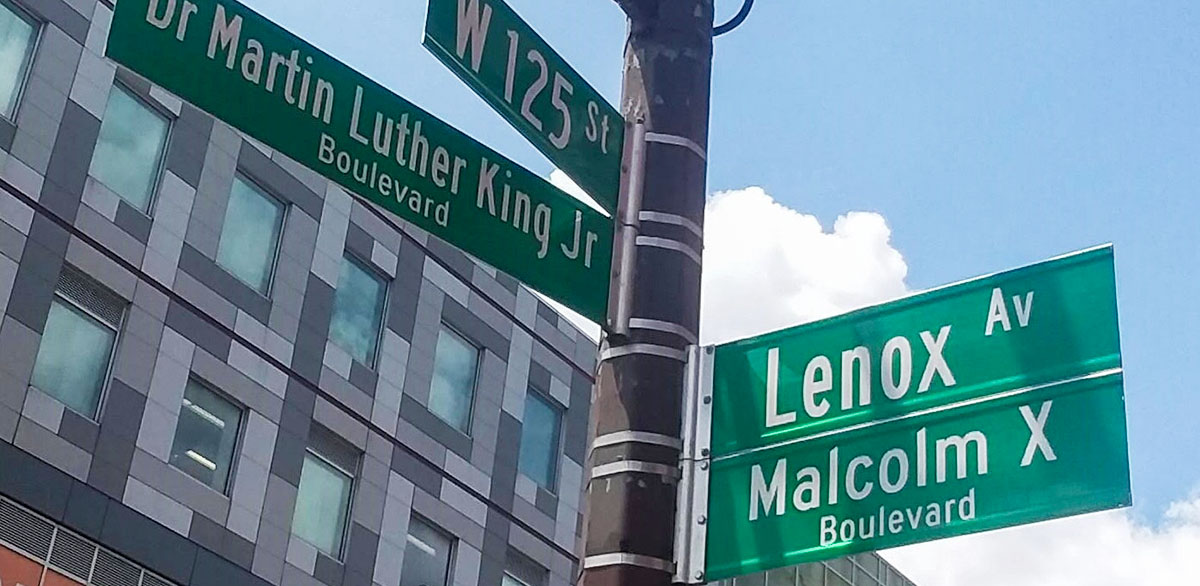 Dr Martin Luther King Jr
Boulevard
W 125 St
Lenox Av
Malcolm X
Boulevard